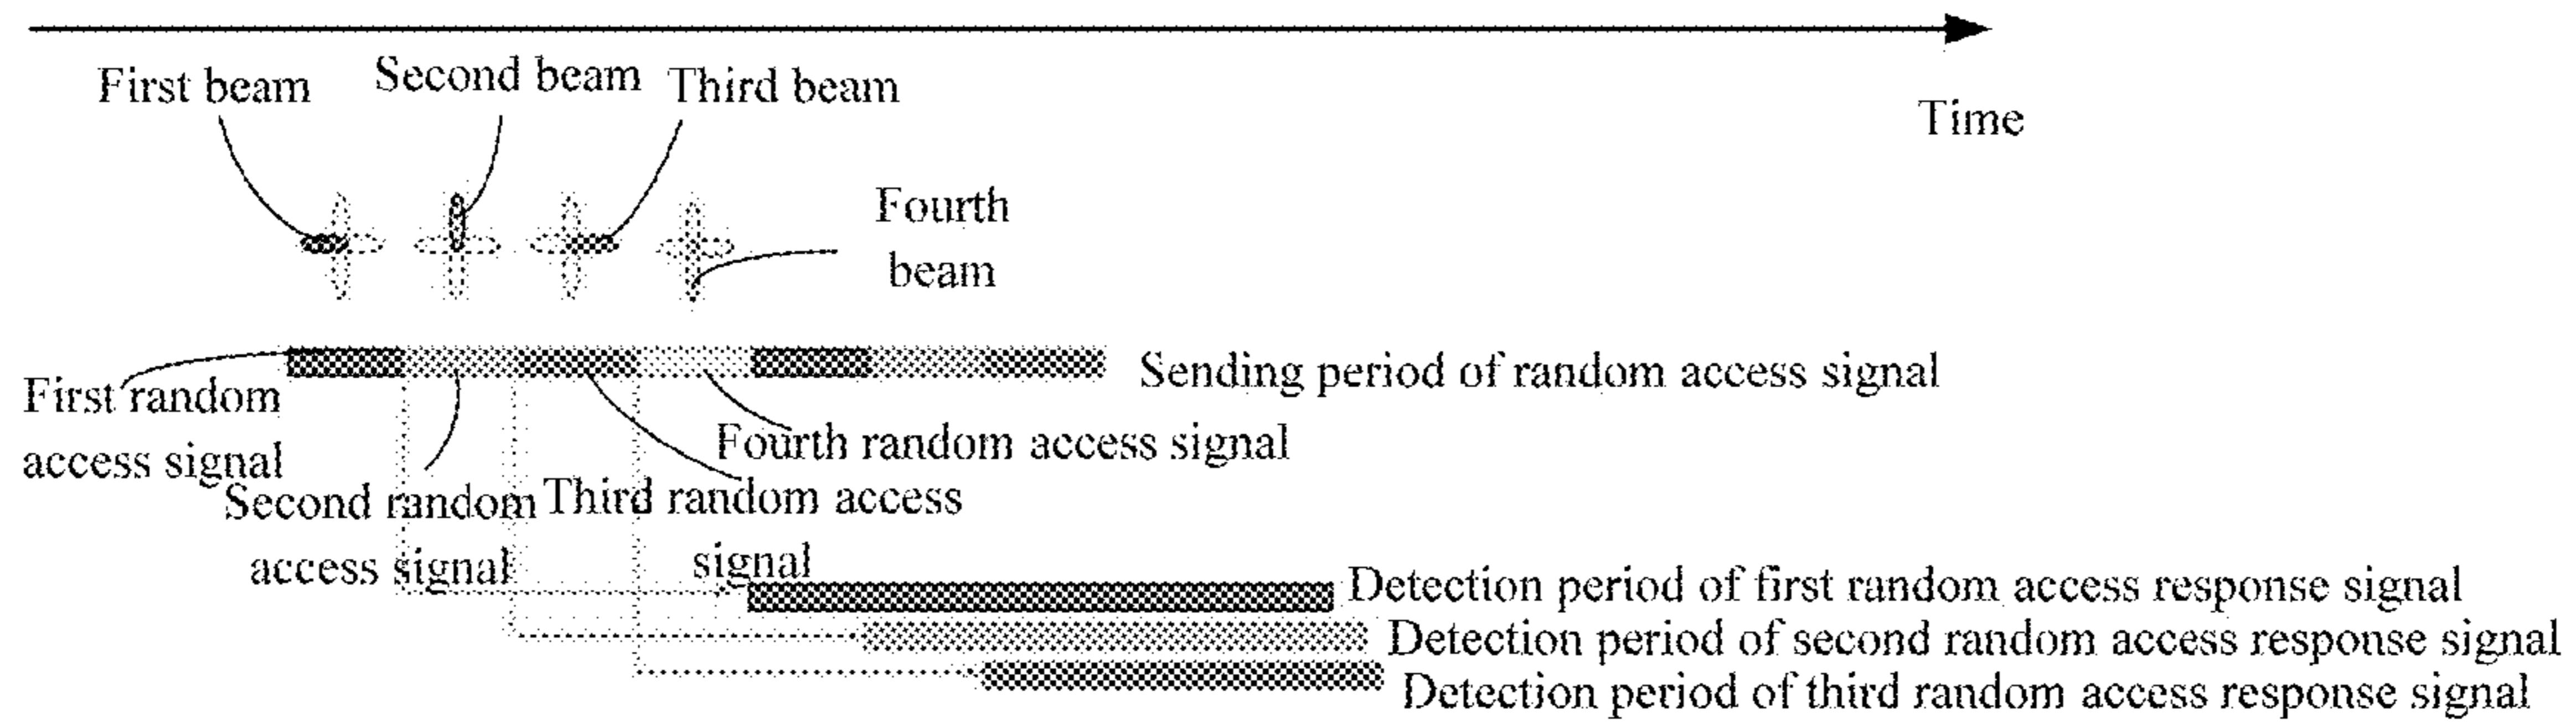 First beam
Second beam
Third beam
Time
Fourth
beam
Sending period of random access signal
First random
access signal
Fourth random access signal
Second random
access signal
Third random access
signal
Detection period of first random access response signal
Detection period of second random access response signal
Detection period of third random access response signal